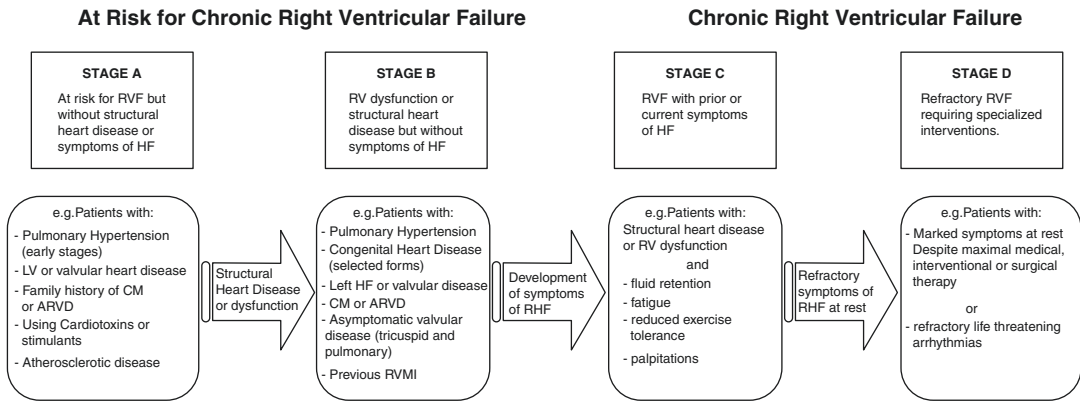 At Risk for Chronic Right Ventricular Failure
Chronic Right Ventricular Failure
STAGE A
At risk for RVF but
without structural
heart disease or
symptoms of HF
STAGE B
RV dysfunction or
structural heart
disease but without
symptoms of HF
STAGE C
RVF with prior or
current symptoms
of HF
STAGE D
Refractory RVF
requiring specialized
interventions.
e.g.Patients with:
- Pulmonary Hypertension
(early stages)
- LV or valvular heart disease
- Family history of CM
or ARVD
- Using Cardiotoxins or
stimulants
- Atherosclerotic disease
Structural
Heart Disease
or dysfunction
e.g.Patients with:
- Pulmonary Hypertension
- Congenital Heart Disease
(selected forms)
- Left HF or valvular disease
- CM or ARVD
- Asymptomatic valvular
disease (tricuspid and
pulmonary)
- Previous RVMI
Development
of symptoms
of RHF
e.g.Patients with:
Structural heart disease
or RV dysfunction
and
- fluid retention
- fatigue
- reduced exercise
tolerance
- palpitations
Refractory
symptoms of
RHF at rest
e.g.Patients with:
- Marked symptoms at rest
Despite maximal medical,
interventional or surgical
therapy
or
- refractory life threatening
arrhythmias